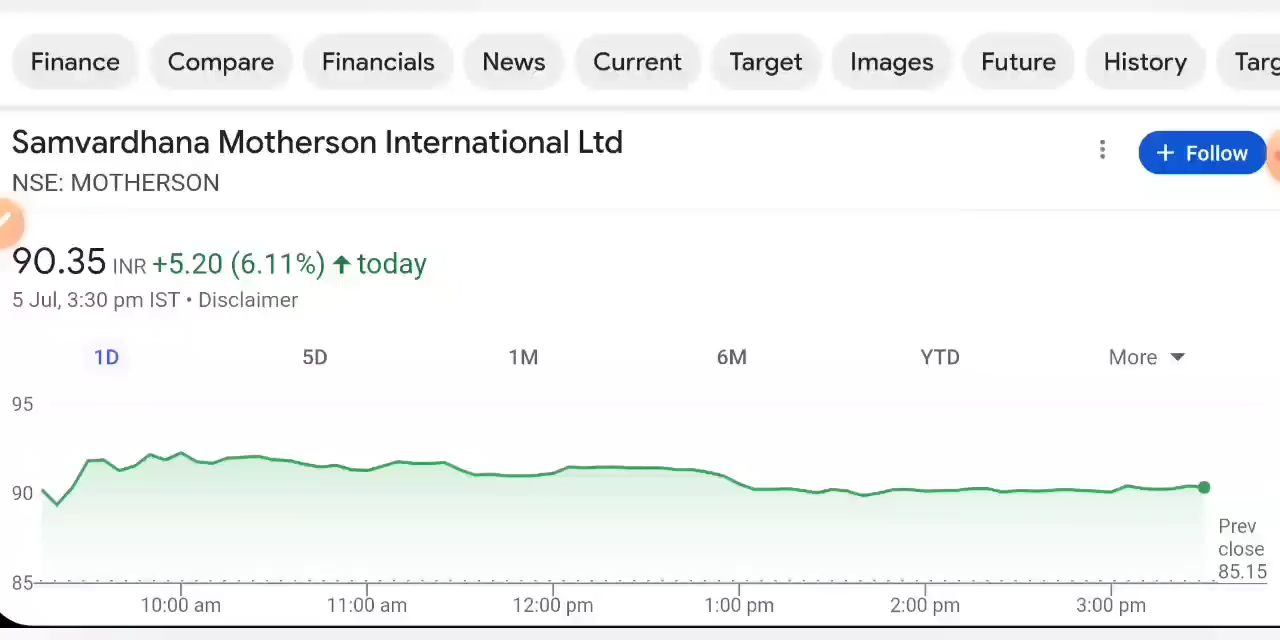 Finance Compare Financials News Current Target Images Future History
Samvardhana Motherson International Ltd
+ Follow
NSE: MOTHERSON
90.35 INR +5.20 (6.11%) ↑ today
5 Jul, 3:30 pm IST • Disclaimer
1D 5D 1M 6M YTD More
95
90
85
Prev
close
85.15
10:00 am 11:00 am 12:00 pm 1:00 pm 2:00 pm 3:00 pm